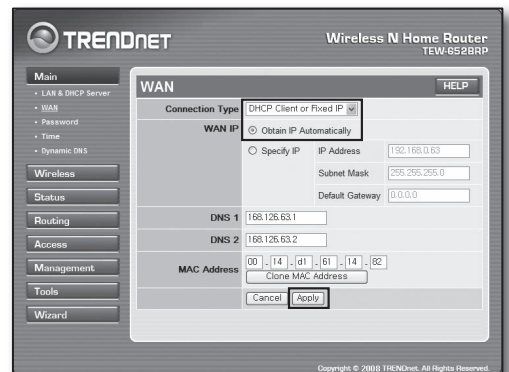 TRENDNET
Wireless N Home Router
TEW-652BRP
Main
• LAN & DHCP Server
• WAN
• Password
• Time
• Dynamic DNS
Wireless
Status
Routing
Access
Management
Tools
Wizard
WAN
HELP
Connection Type DHCP Client or Fixed IP
WAN IP Obtain IP Automatically
Specify IP IP Address 192.168.0.63
Subnet Mask 255.255.255.0
Default Gateway 0.0.0.0
DNS 1 168.126.63.1
DNS 2 168.126.63.2
MAC Address 00 - 14 - d1 - 61 - 14 - 82
Clone MAC Address
Cancel Apply
Copyright © 2008 TRENDnet. All Rights Reserved.